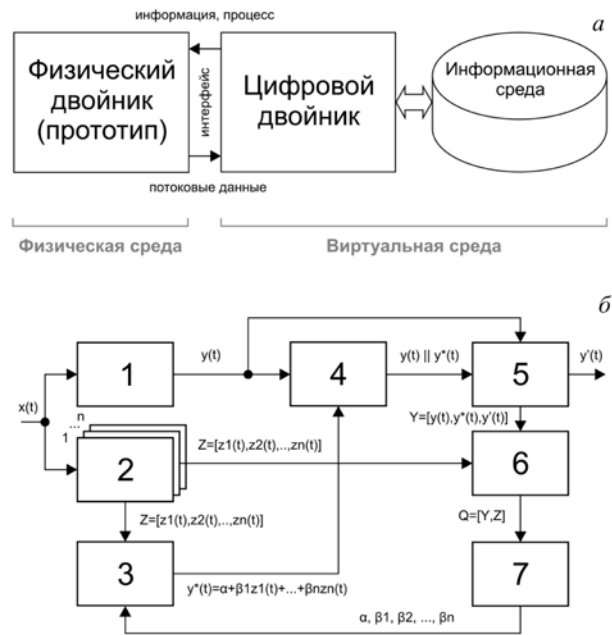 информация, процесс
а
Физический
двойник
(прототип)
интерфейс
Цифровой
двойник
Информационная
среда
потоковые данные
Физическая среда
Виртуальная среда
б
x(t)
1
y(t)
4
y(t) || y*(t)
5
y'(t)
1...n
2
Z=[z1(t),z2(t),..,zn(t)]
Y=[y(t),y*(t),y'(t)]
6
Z=[z1(t),z2(t),..,zn(t)]
Q=[Y,Z]
3
y*(t)=α+β1z1(t)+...+βnzn(t)
7
α, β1, β2, ..., βn